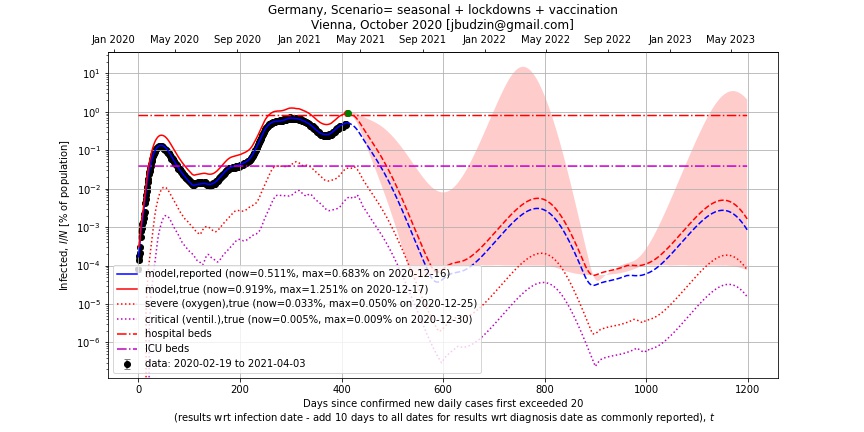 Germany, Scenario= seasonal + lockdowns + vaccination
Vienna, October 2020 [jbudzin@gmail.com]
Jan 2020 May 2020 Sep 2020 Jan 2021 May 2021 Sep 2021 Jan 2022 May 2022 Sep 2022 Jan 2023 May 2023
Infected, I/N [% of population]
10¹
10⁰
10⁻¹
10⁻²
10⁻³
10⁻⁴
10⁻⁵
10⁻⁶
model,reported (now=0.511%, max=0.683% on 2020-12-16)
model,true (now=0.919%, max=1.251% on 2020-12-17)
severe (oxygen),true (now=0.033%, max=0.050% on 2020-12-25)
critical (ventil.),true (now=0.005%, max=0.009% on 2020-12-30)
hospital beds
ICU beds
data: 2020-02-19 to 2021-04-03
0 200 400 600 800 1000 1200
Days since confirmed new daily cases first exceeded 20
(results wrt infection date - add 10 days to all dates for results wrt diagnosis date as commonly reported), t